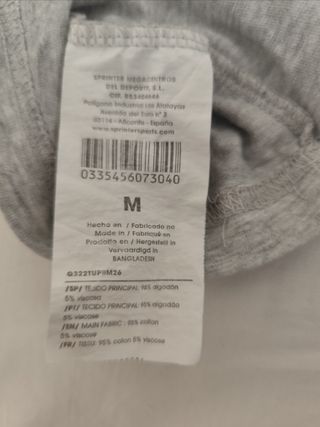 SPRINTER MEGACENTROS
DEL DEPORTE, S.L.
CIF.
Polígono Industrial Las Atalayas
Avenida del Euro nº 3
03114 - Alicante - España
www.sprintersports.com
0335456073040
M
Hecho en / Fabricado no
Made in / Fabriqué en
Prodotto en / Hergestellt in
Vervaardigd in
BANGLADESH
/SP/ TEJIDO PRINCIPAL: 95% algodón
5% viscosa
/PT/ TECIDO PRINCIPAL: 95% algodão
5% viscose
/EN/ MAIN FABRIC: 95% cotton
5% viscose
/FR/ TISSU: 95% coton 5% viscose